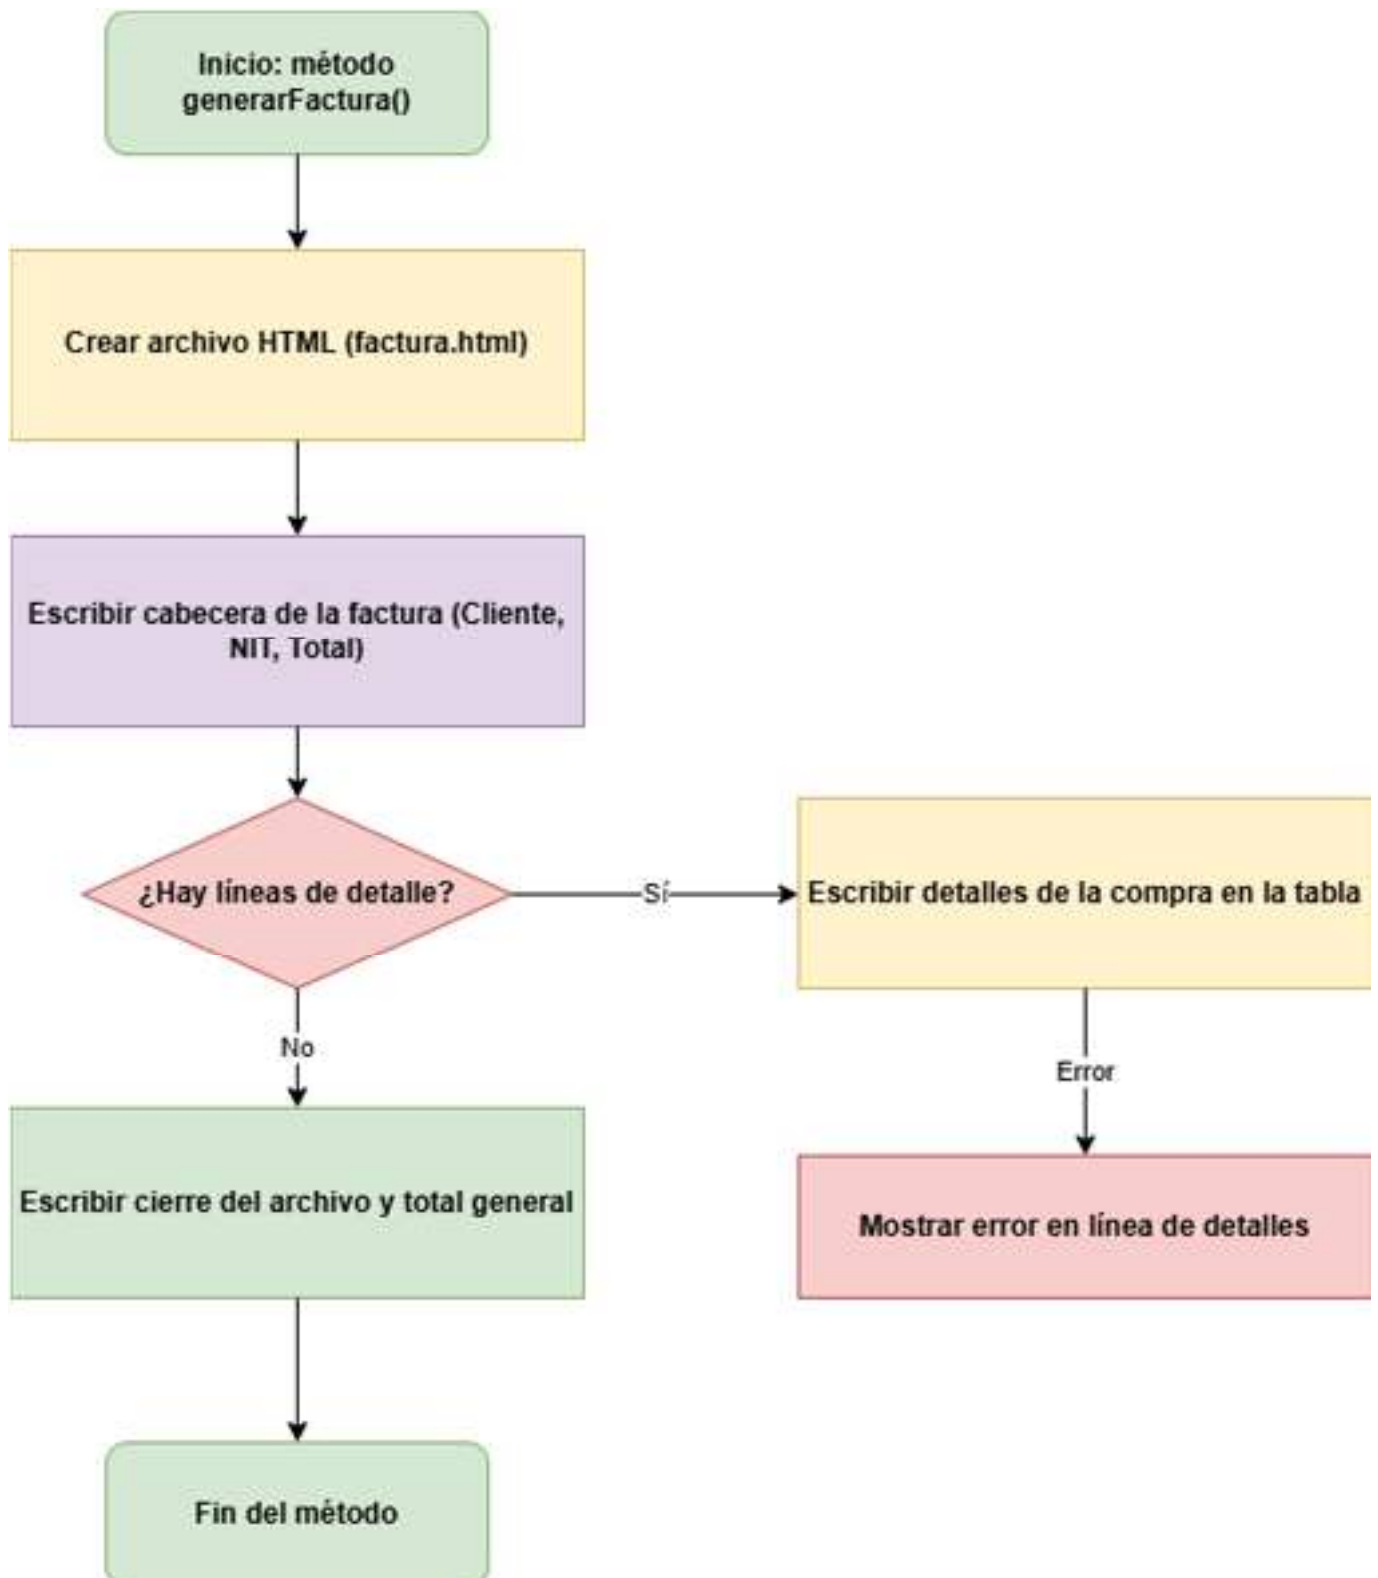 Inicio: método
generarFactura()
Crear archivo HTML (factura.html)
Escribir cabecera de la factura (Cliente,
NIT, Total)
¿Hay líneas de detalle?
Sí
Escribir detalles de la compra en la tabla
No
Error
Escribir cierre del archivo y total general
Mostrar error en línea de detalles
Fin del método